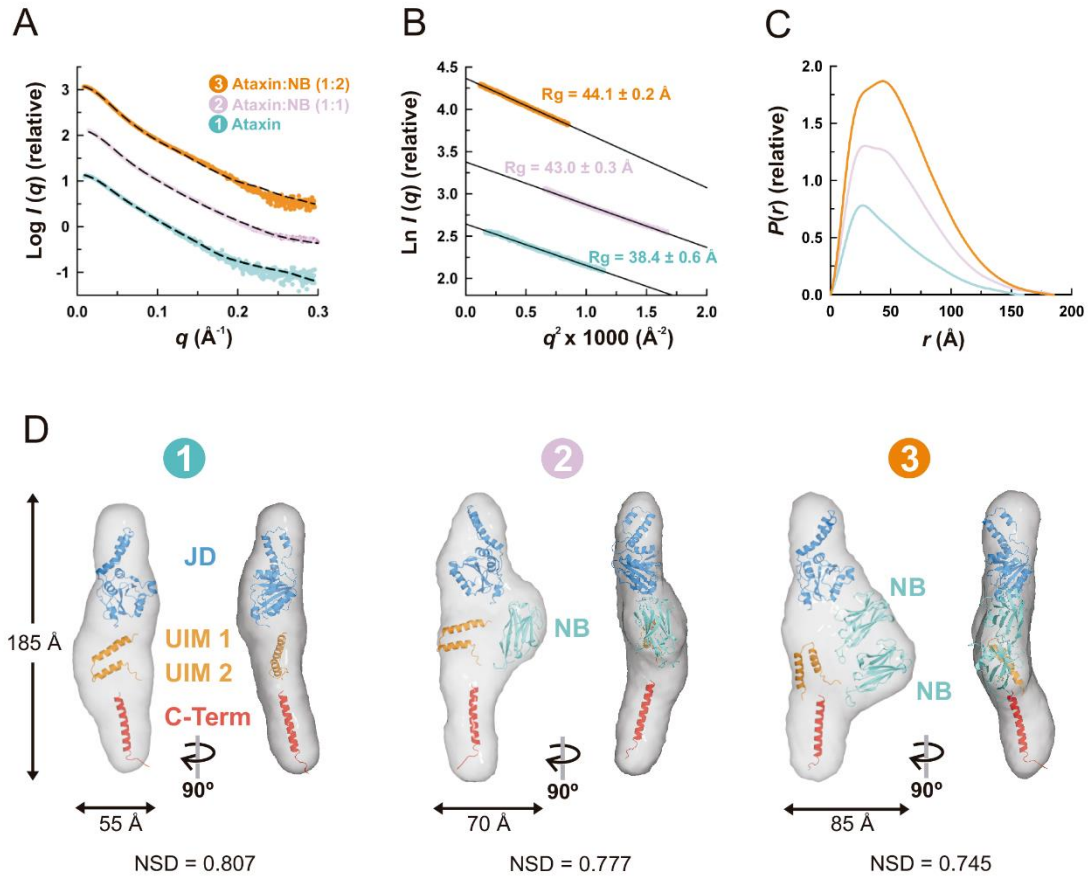 A
Log I (q) (relative)
3
2
1
0
-1
3 Ataxin:NB (1:2)
2 Ataxin:NB (1:1)
1 Ataxin
0.0 0.1 0.2 0.3
q (Å-1)
B
Ln I (q) (relative)
4.5
4.0
3.5
3.0
2.5
2.0
Rg = 44.1 ± 0.2 Å
Rg = 43.0 ± 0.3 Å
Rg = 38.4 ± 0.6 Å
0.0 0.5 1.0 1.5 2.0
q2 x 1000 (Å-2)
C
P(r) (relative)
2.0
1.5
1.0
0.5
0.0
0 50 100 150 200
r (Å)
D
1
185 Å
JD
UIM 1
UIM 2
C-Term
90º
55 Å
NSD = 0.807
2
NB
90º
70 Å
NSD = 0.777
3
NB
NB
90º
85 Å
NSD = 0.745